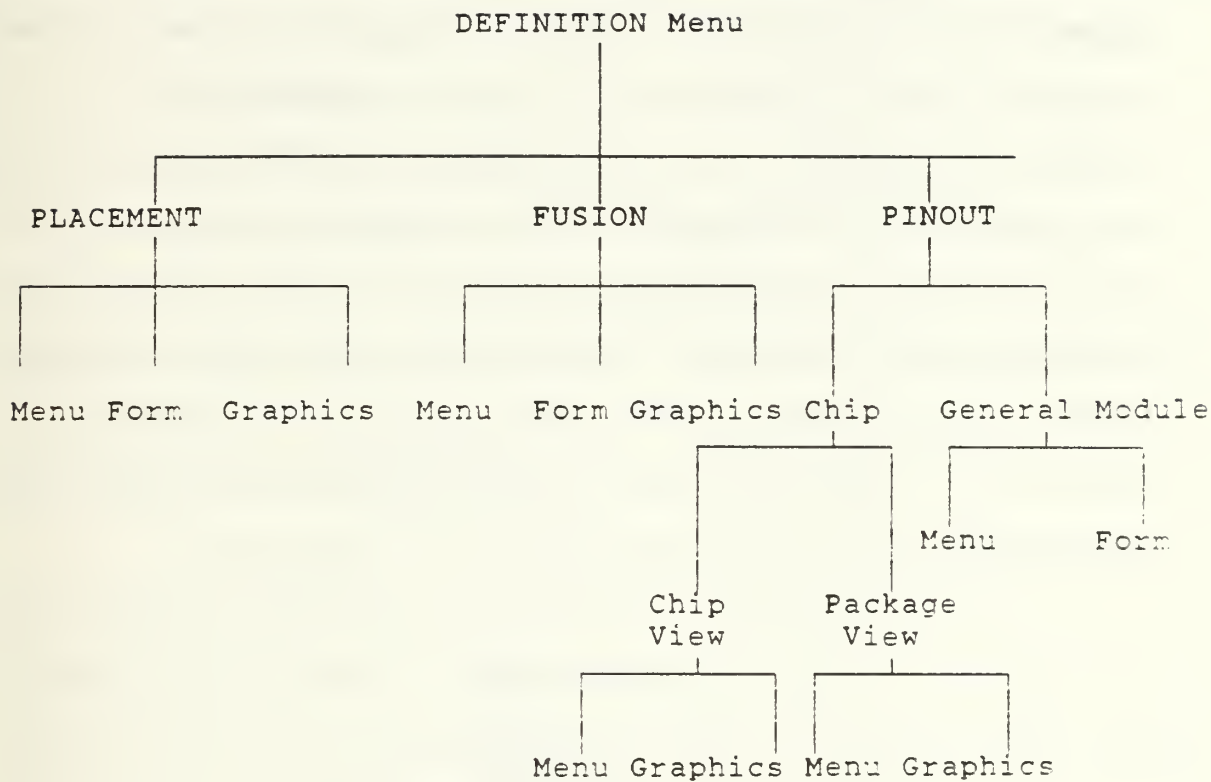 DEFINITION Menu
PLACEMENT FUSION PINOUT
Menu Form Graphics Menu Form Graphics Chip General Module
Menu Form
Chip Package
View View
Menu Graphics Menu Graphics